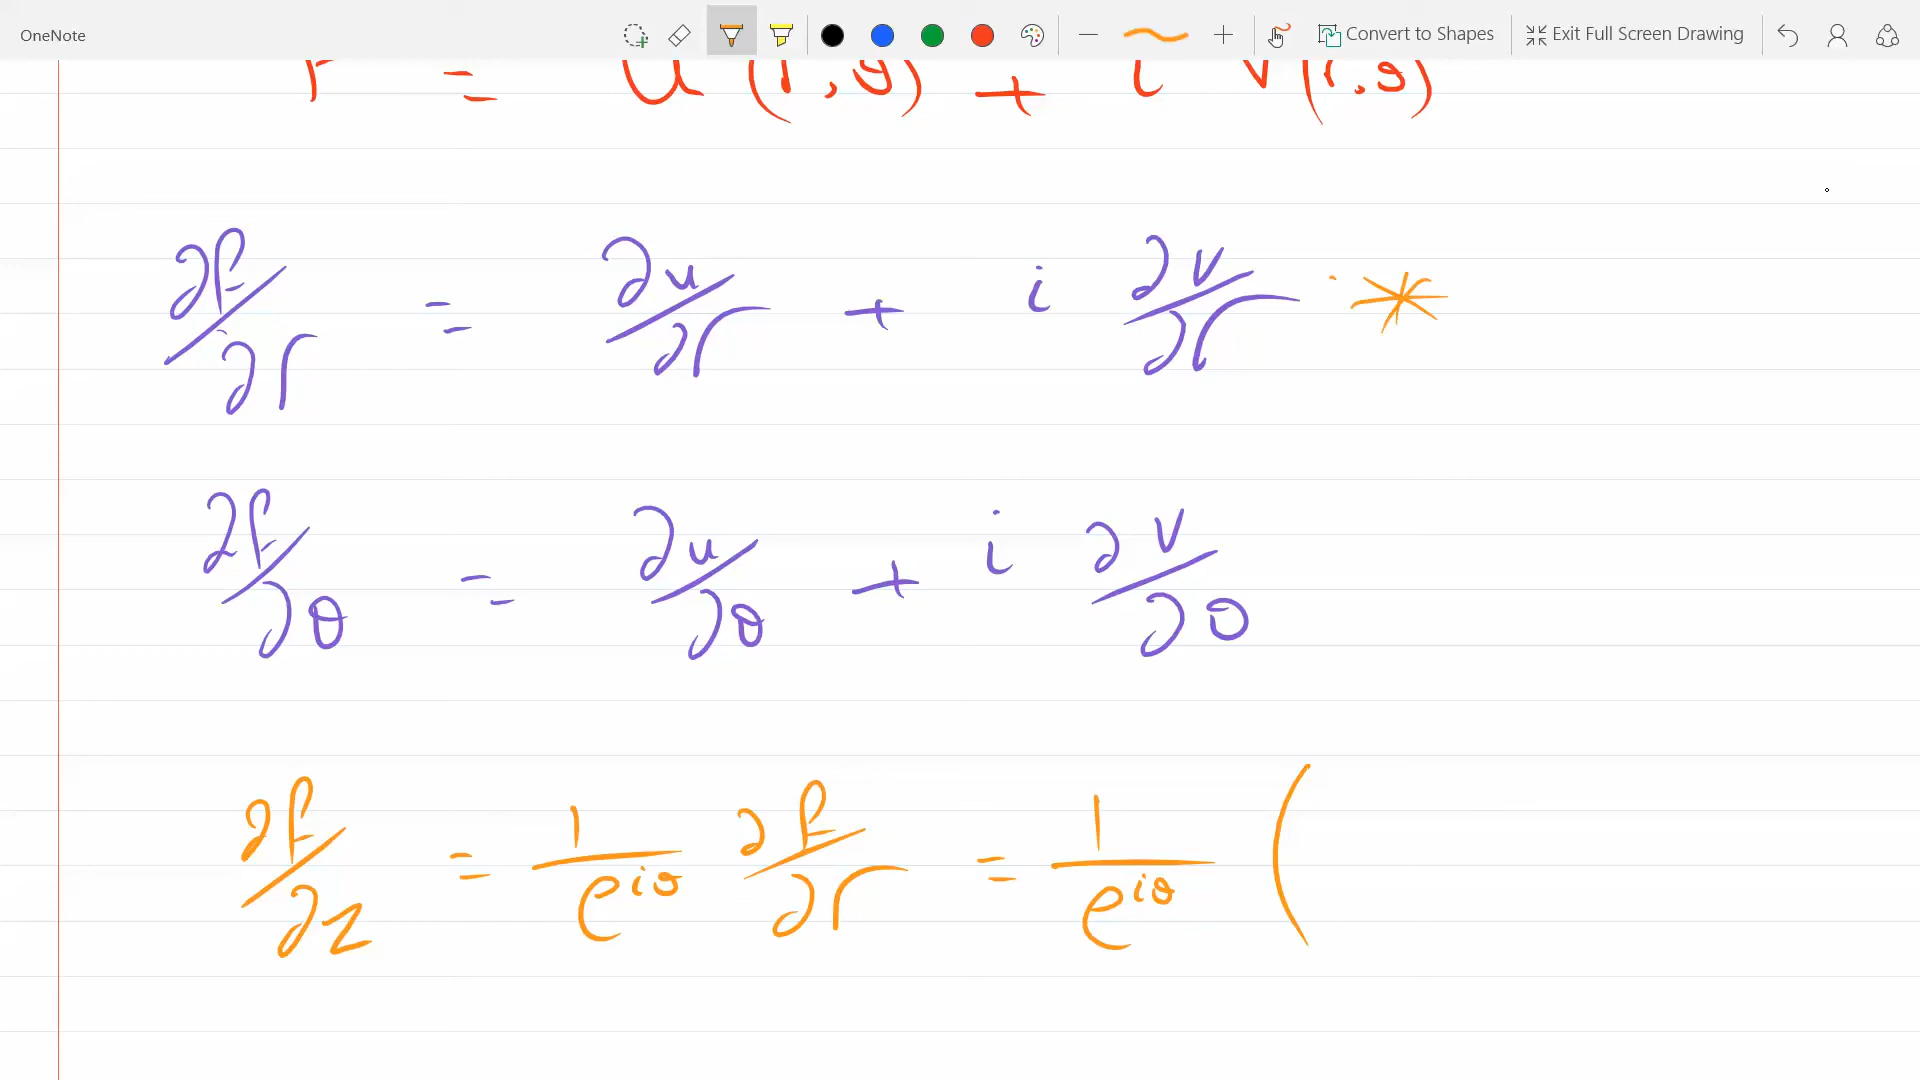 OneNote Convert to Shapes Exit Full Screen Drawing
F = u(r,θ) + i v(r,θ)
∂f/∂r = ∂u/∂r + i ∂v/∂r *
∂f/∂θ = ∂u/∂θ + i ∂v/∂θ
∂f/∂z = 1/e^{iθ} ∂f/∂r = 1/e^{iθ} (